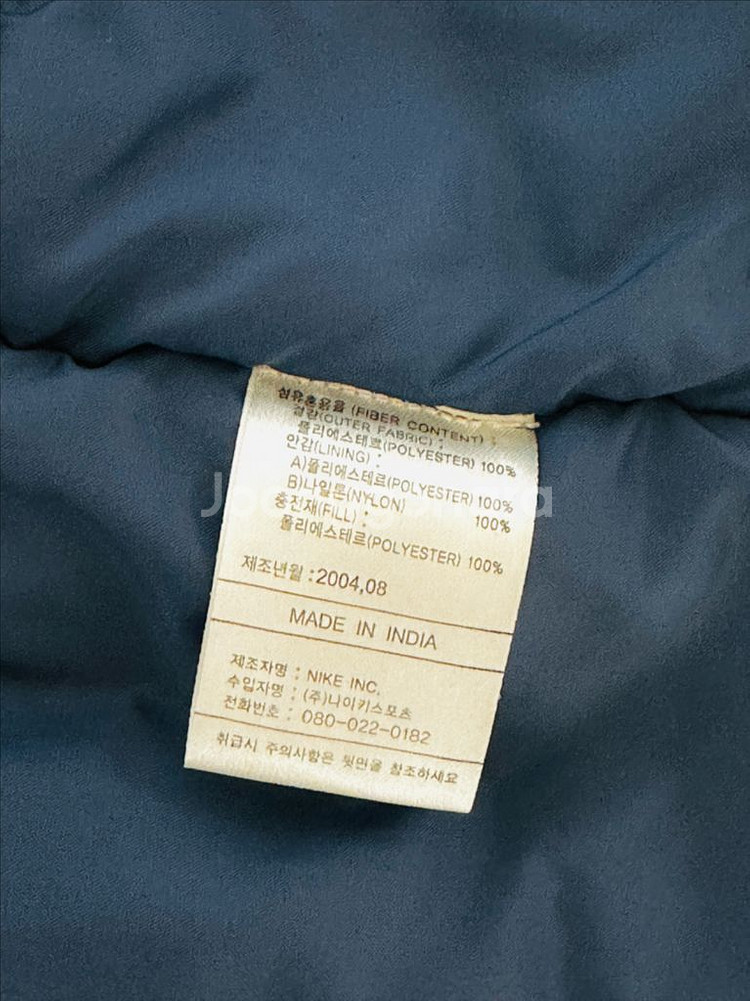 섬유혼용율 (FIBER CONTENT) :
겉감(OUTER FABRIC) :
폴리에스테르(POLYESTER) 100%
안감(LINING) :
A)폴리에스테르(POLYESTER) 100%
B)나일론(NYLON) 100%
충전재(FILL) :
폴리에스테르(POLYESTER) 100%
제조년월 : 2004,08
MADE IN INDIA
제조자명 : NIKE INC.
수입자명 : (주)나이키스포츠
전화번호 : 080-022-0182
취급시 주의사항은 뒷면을 참조하세요